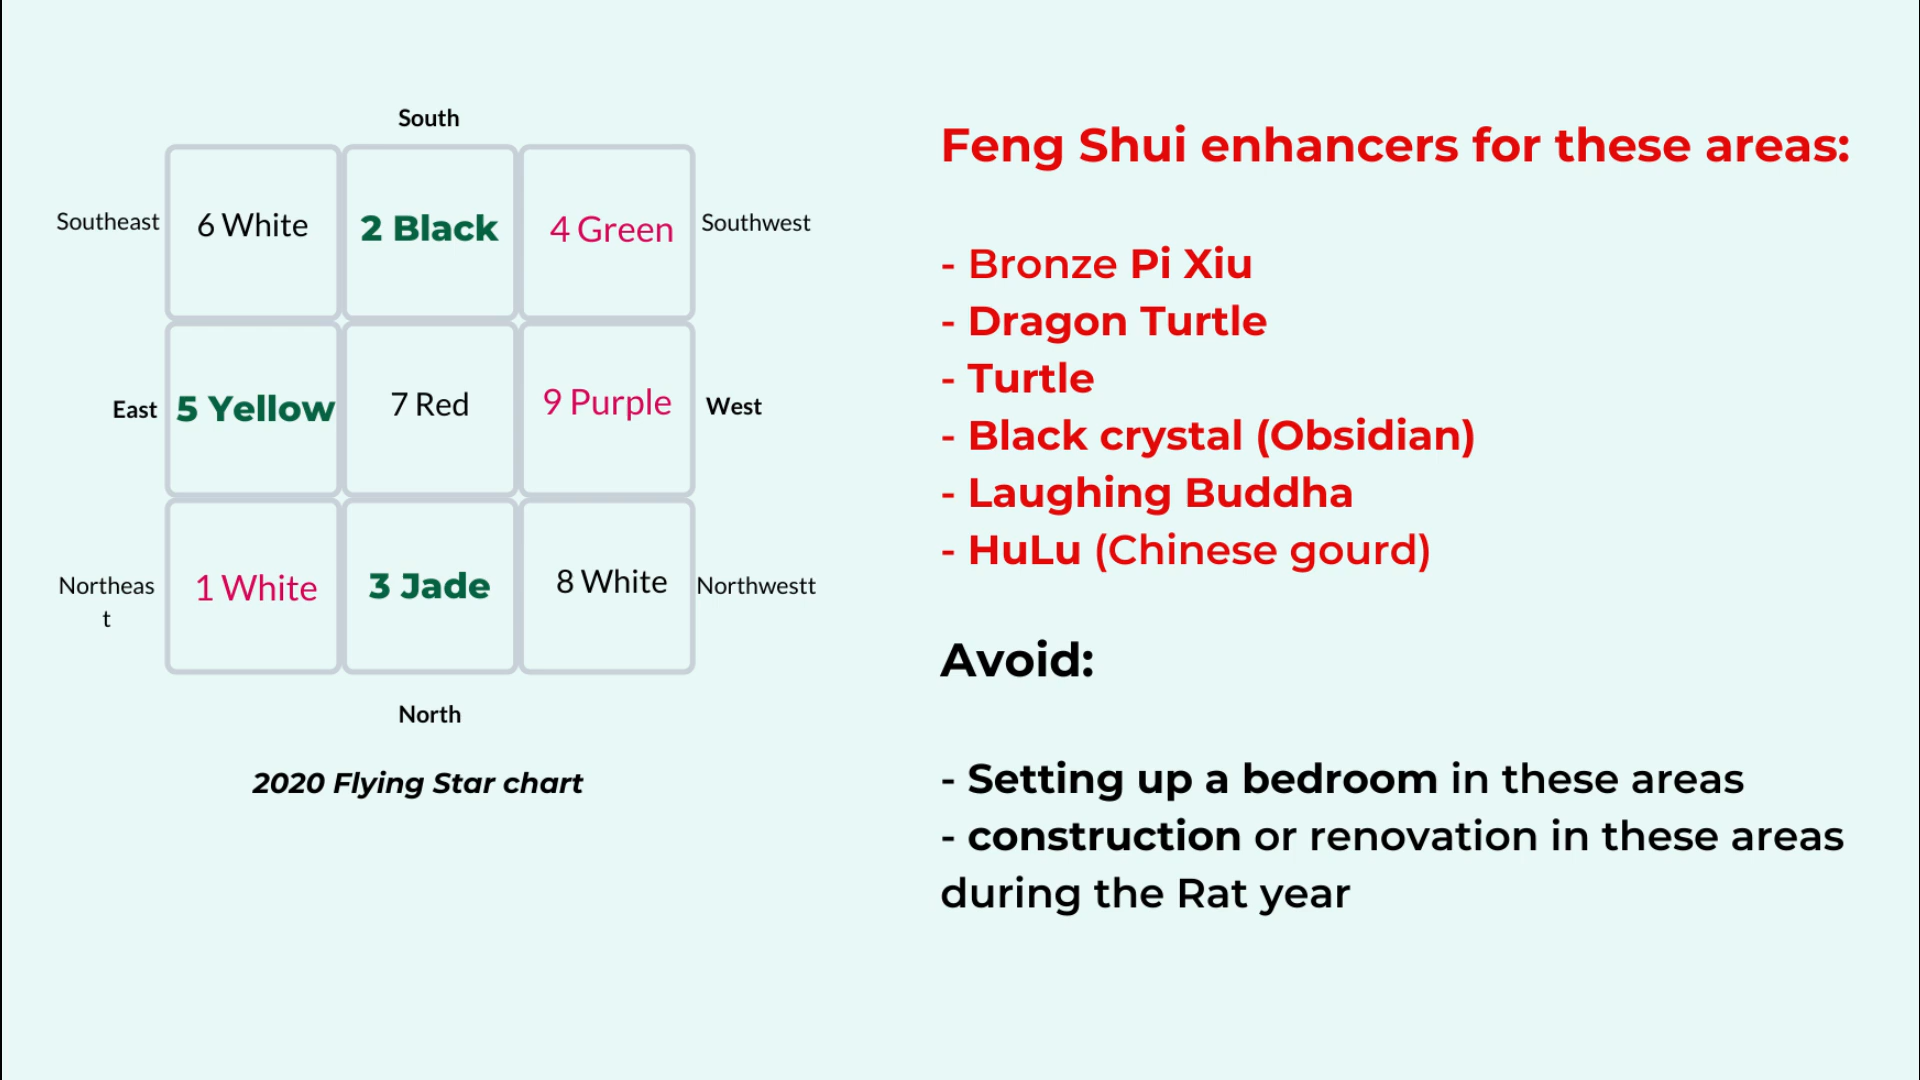 South
Southeast
6 White
2 Black
4 Green
Southwest
East
5 Yellow
7 Red
9 Purple
West
Northeas
t
1 White
3 Jade
8 White
Northwestt
North
2020 Flying Star chart
Feng Shui enhancers for these areas:
- Bronze Pi Xiu
- Dragon Turtle
- Turtle
- Black crystal (Obsidian)
- Laughing Buddha
- HuLu (Chinese gourd)
Avoid:
- Setting up a bedroom in these areas
- construction or renovation in these areas
during the Rat year